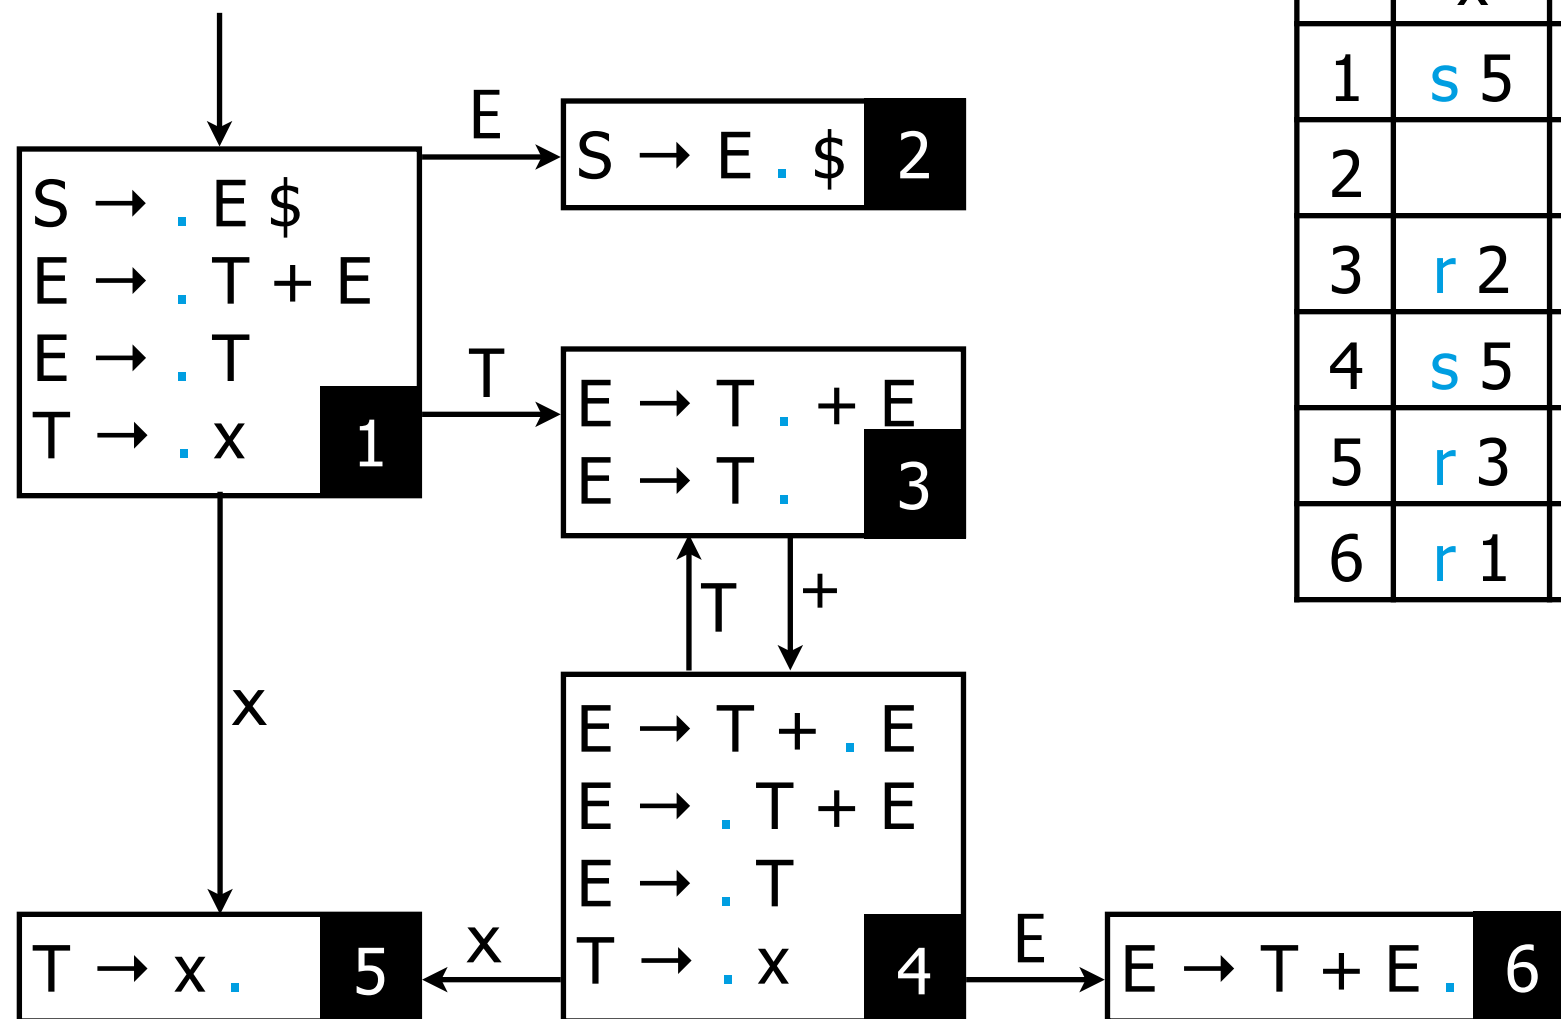 E
S → E . $ 2
S → . E $
E → . T + E
E → . T
T → . x 1
T
E → T . + E
E → T . 3
T
+
x
E → T + . E
E → . T + E
E → . T
T → . x 4
x
E
T → x . 5
E → T + E . 6
x
1 s 5
2
3 r 2
4 s 5
5 r 3
6 r 1